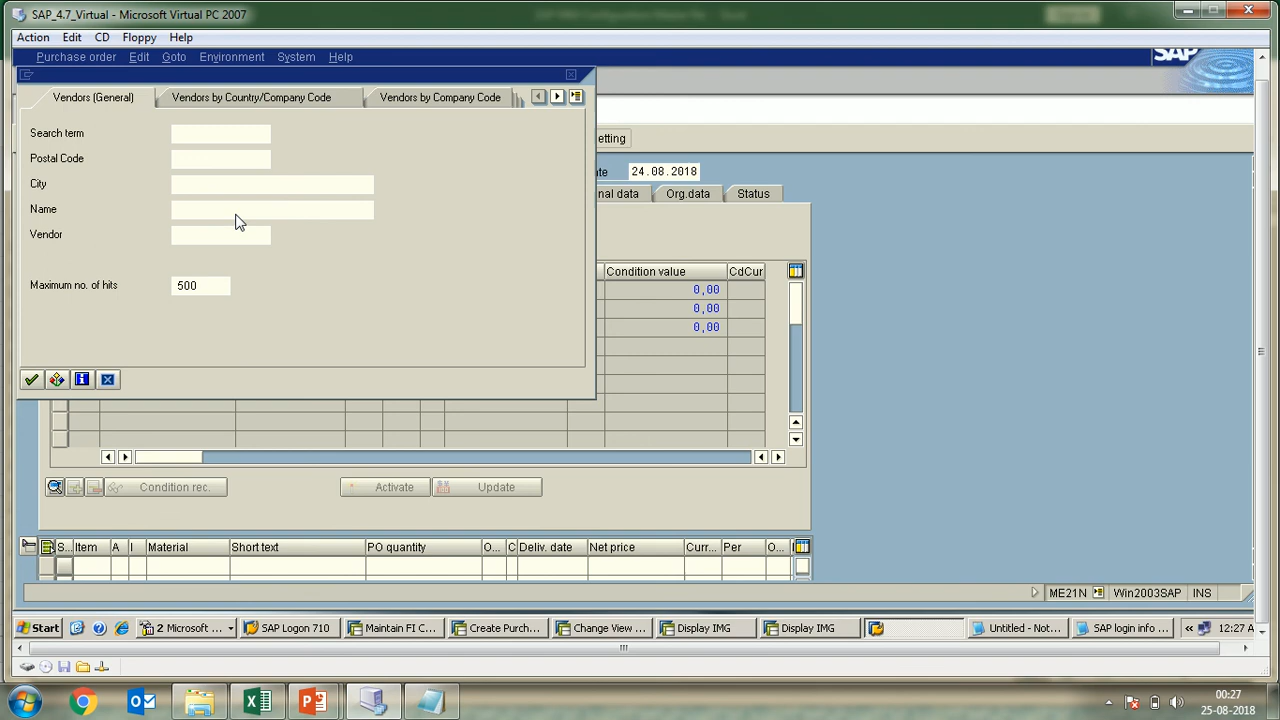 SAP_4.7_Virtual - Microsoft Virtual PC 2007
Action Edit CD Floppy Help
Purchase order Edit Goto Environment System Help
SAP
Vendors (General) Vendors by Country/Company Code Vendors by Company Code
Search term
Postal Code
City
Name
Vendor
Maximum no. of hits 500
etting
te 24.08.2018
nal data Org.data Status
Condition value CdCur
0,00
0,00
0,00
Condition rec. Activate Update
S... Item A I Material Short text PO quantity O... C Deliv. date Net price Curr... Per O...
ME21N Win2003SAP INS
Start 2 Microsoft ... SAP Logon 710 Maintain FI C... Create Purch... Change View ... Display IMG Display IMG Untitled - Not... SAP login info ... « 12:27 A
00:27
25-08-2018